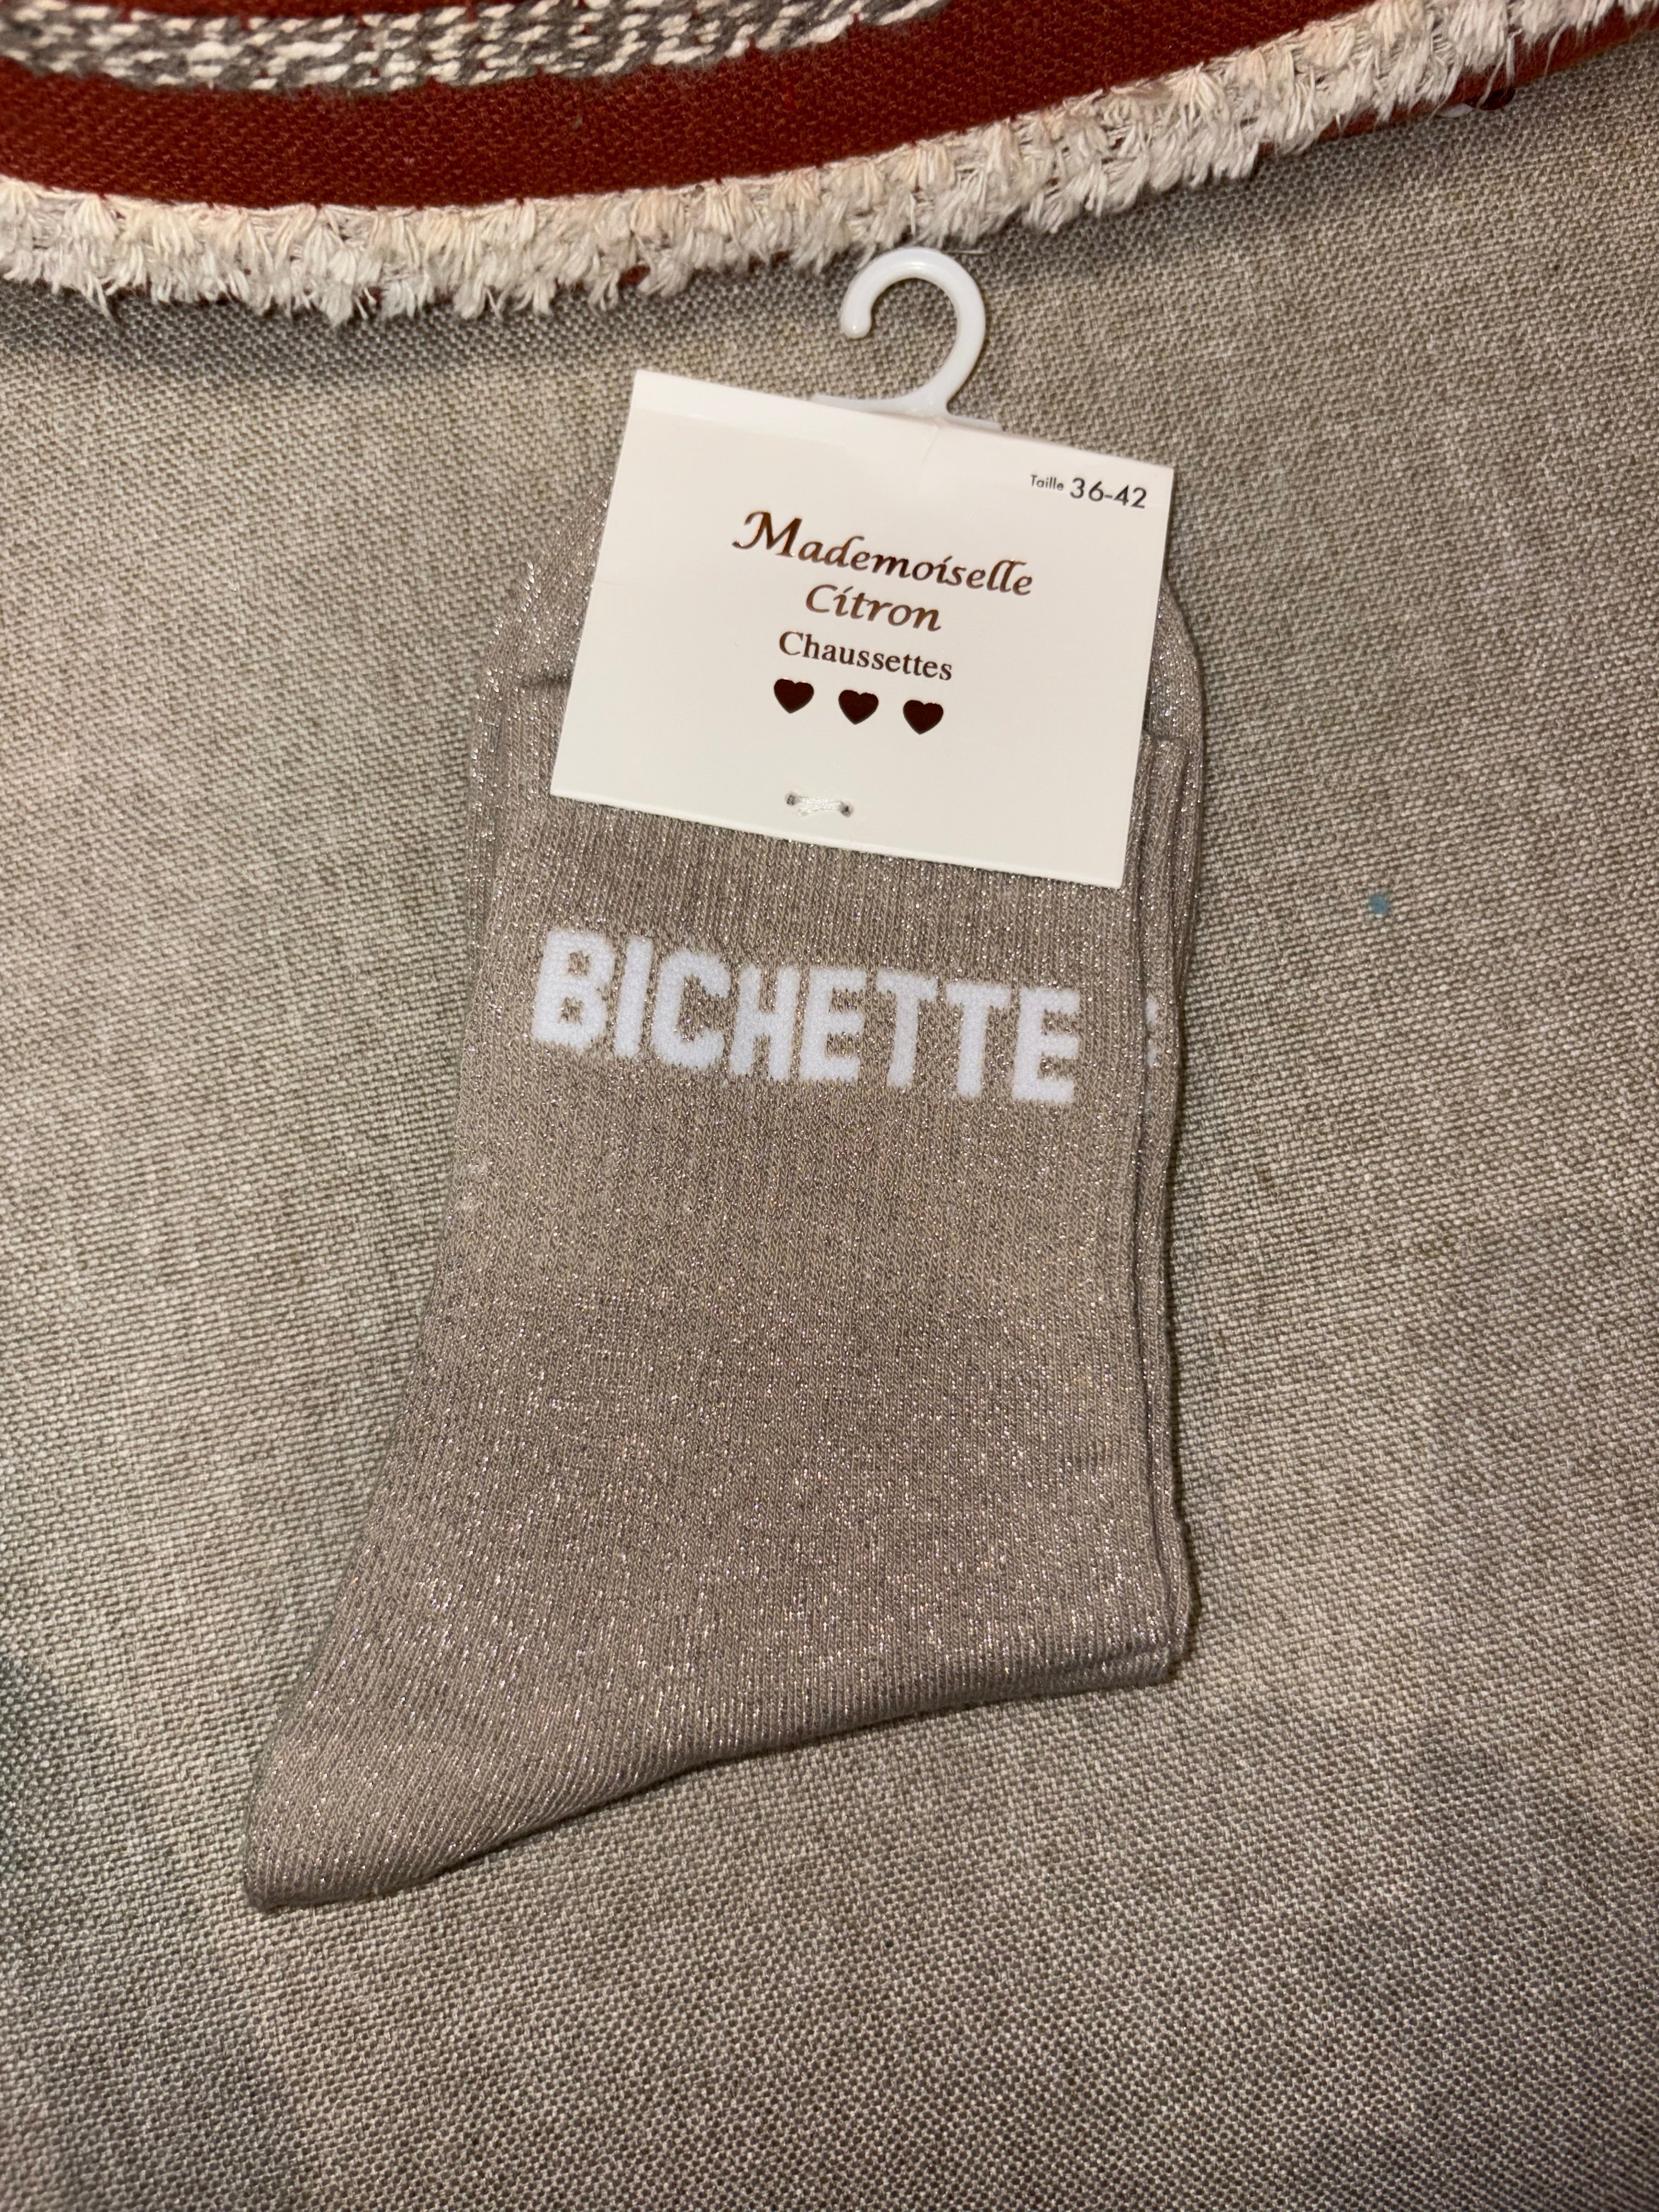 Taille 36-42
Mademoiselle
Citron
Chaussettes
BICHETTE